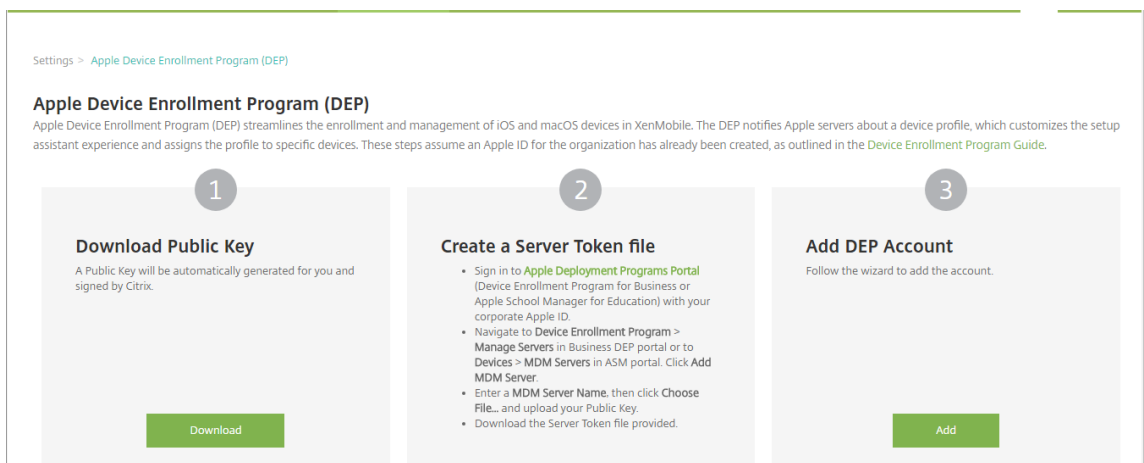 Settings > Apple Device Enrollment Program (DEP)
Apple Device Enrollment Program (DEP)
Apple Device Enrollment Program (DEP) streamlines the enrollment and management of iOS and macOS devices in XenMobile. The DEP notifies Apple servers about a device profile, which customizes the setup
assistant experience and assigns the profile to specific devices. These steps assume an Apple ID for the organization has already been created, as outlined in the Device Enrollment Program Guide.
1
Download Public Key
A Public Key will be automatically generated for you and
signed by Citrix.
Download
2
Create a Server Token file
• Sign in to Apple Deployment Programs Portal
(Device Enrollment Program for Business or
Apple School Manager for Education) with your
corporate Apple ID.
• Navigate to Device Enrollment Program >
Manage Servers in Business DEP portal or to
Devices > MDM Servers in ASM portal. Click Add
MDM Server.
• Enter a MDM Server Name, then click Choose
File... and upload your Public Key.
• Download the Server Token file provided.
3
Add DEP Account
Follow the wizard to add the account.
Add